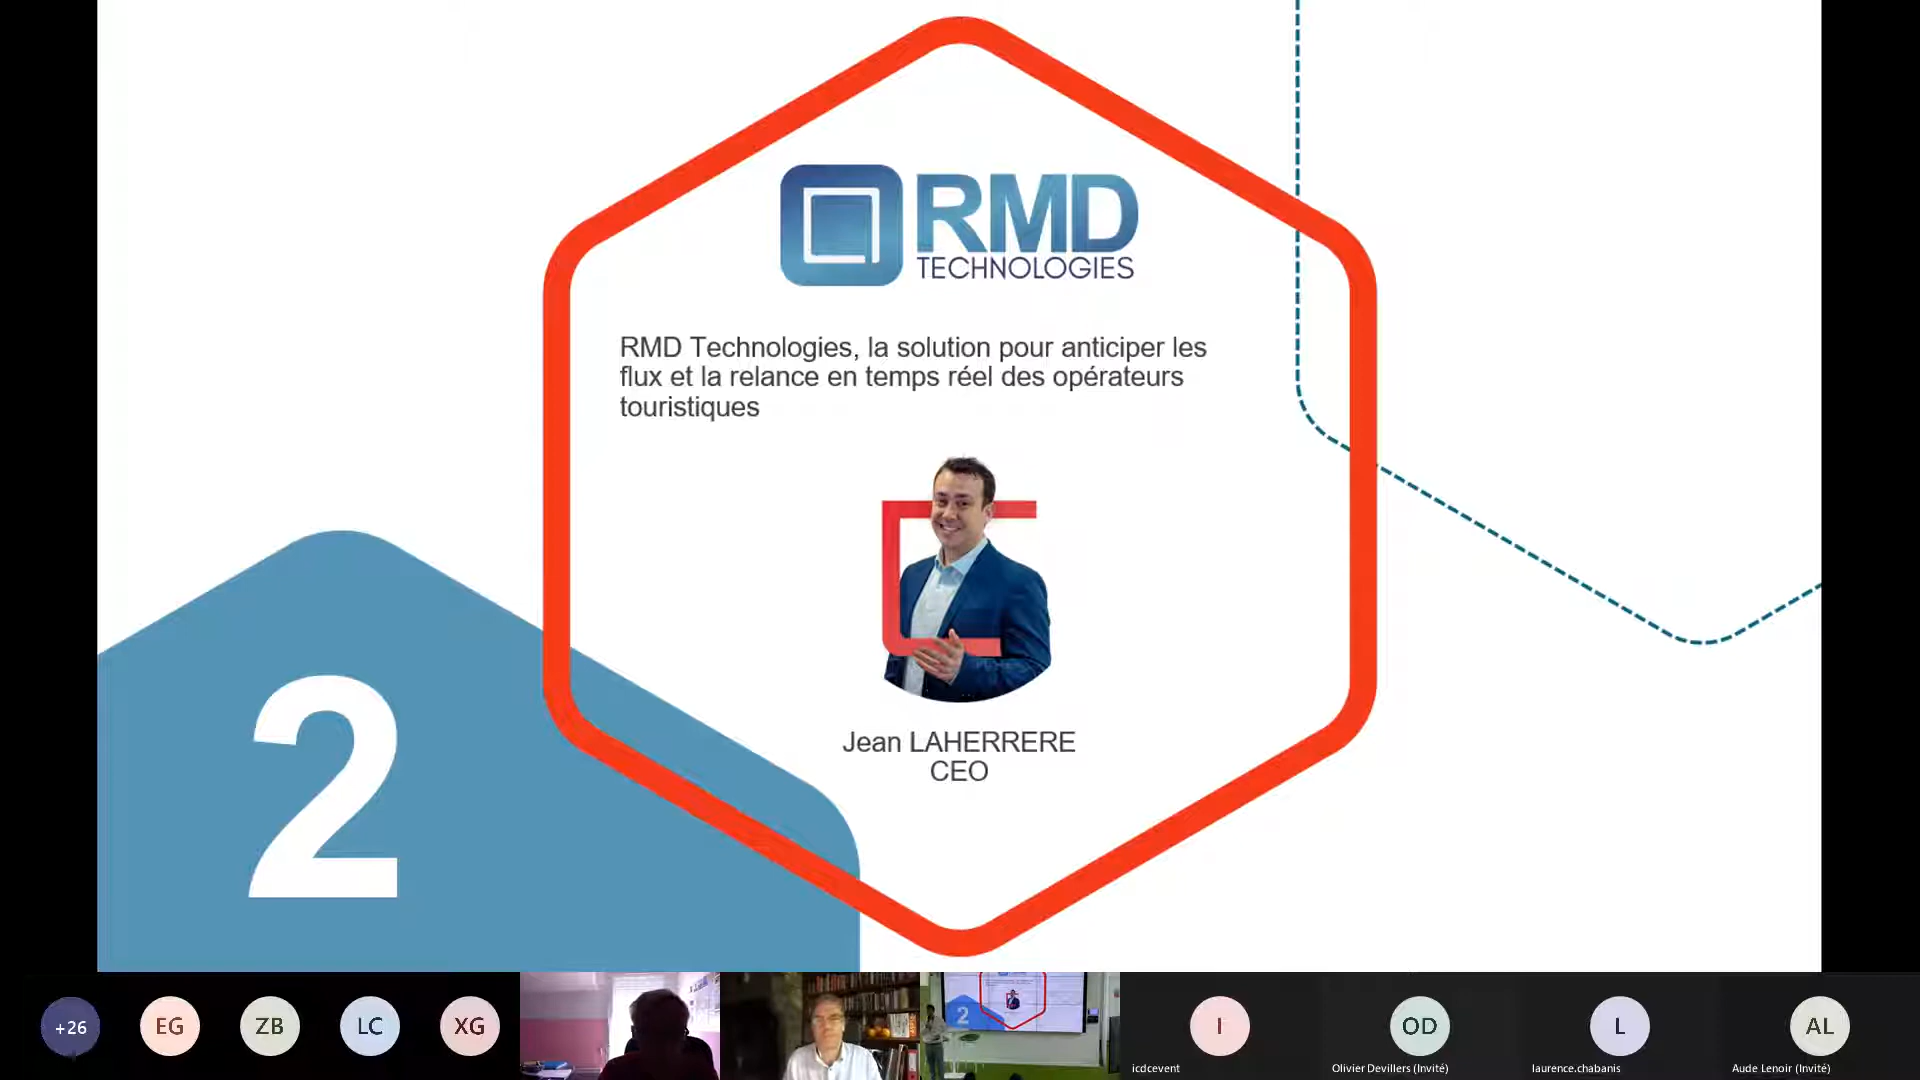 RMD
TECHNOLOGIES
RMD Technologies, la solution pour anticiper les
flux et la relance en temps réel des opérateurs
touristiques
Jean LAHERRERE
CEO
2
+26
EG
ZB
LC
XG
2
I
icdcevent
OD
Olivier Devillers (Invité)
L
laurence.chabanis
AL
Aude Lenoir (Invité)